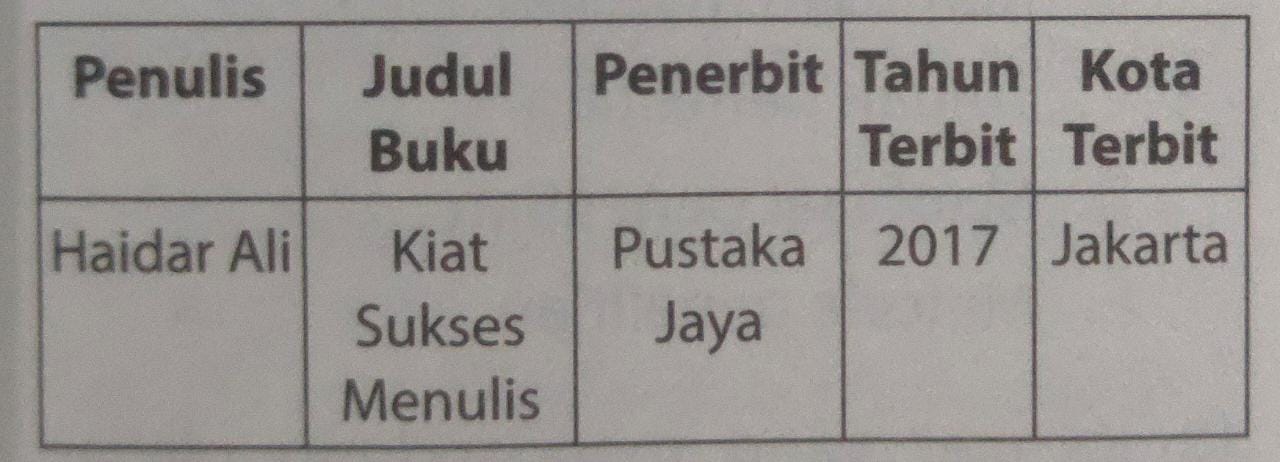 Penulis
Judul
Buku
Penerbit
Tahun
Terbit
Kota
Terbit
Haidar Ali
Kiat
Sukses
Menulis
Pustaka
Jaya
2017
Jakarta